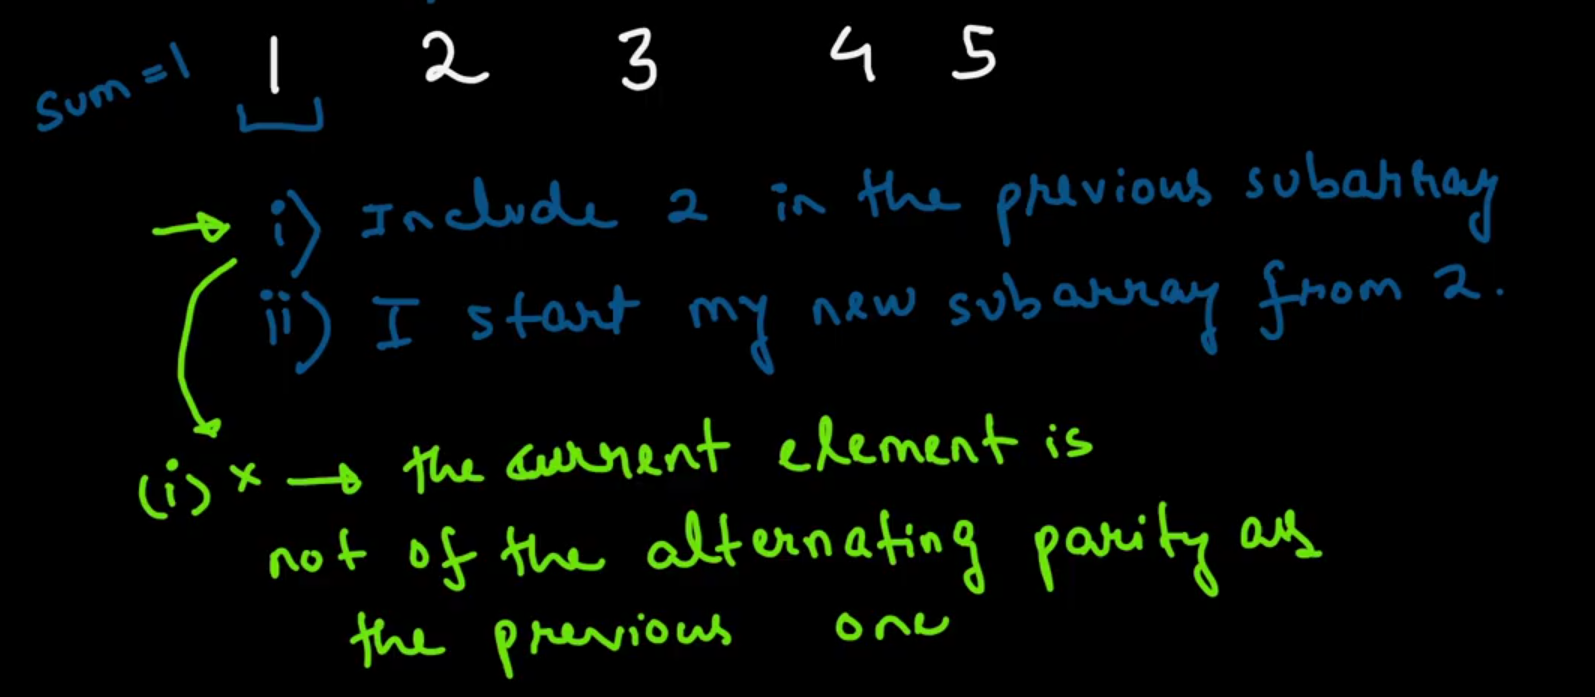 Sum = 1 1 2 3 4 5
i) Include 2 in the previous subarray
ii) I start my new subarray from 2.
(i) × → the current element is
not of the alternating parity as
the previous one